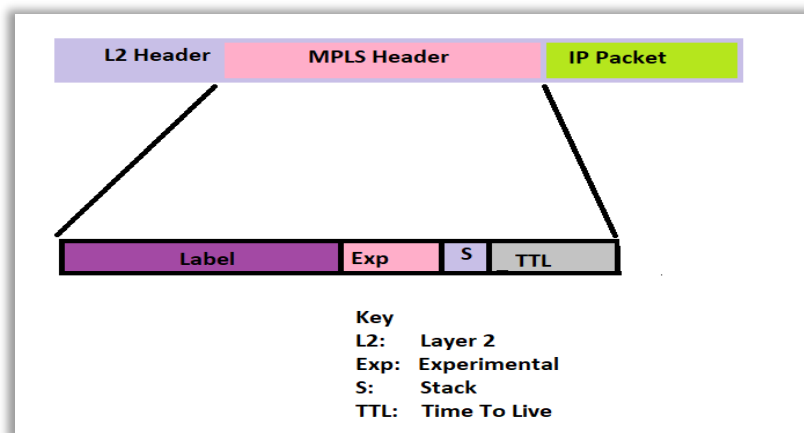 L2 Header MPLS Header IP Packet
Label Exp S TTL
Key
L2: Layer 2
Exp: Experimental
S: Stack
TTL: Time To Live